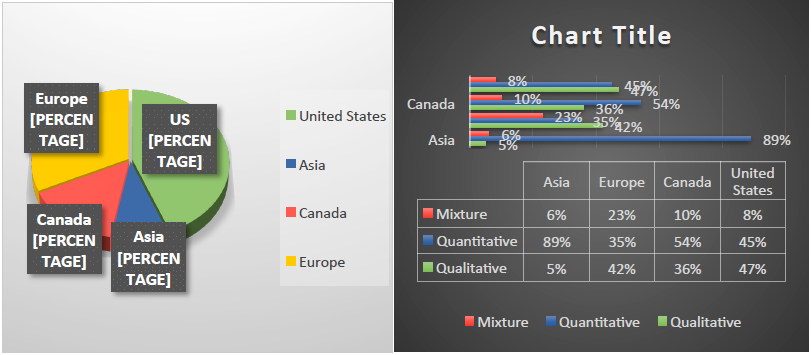 Europe
[PERCEN
TAGE]
US
[PERCEN
TAGE]
Canada
[PERCEN
TAGE]
Asia
[PERCEN
TAGE]
United States
Asia
Canada
Europe
Chart Title
8%
45%
47%
Canada
10%
54%
36%
23%
35%
42%
Asia
6%
89%
5%
Asia Europe Canada United
States
Mixture 6% 23% 10% 8%
Quantitative 89% 35% 54% 45%
Qualitative 5% 42% 36% 47%
Mixture Quantitative Qualitative